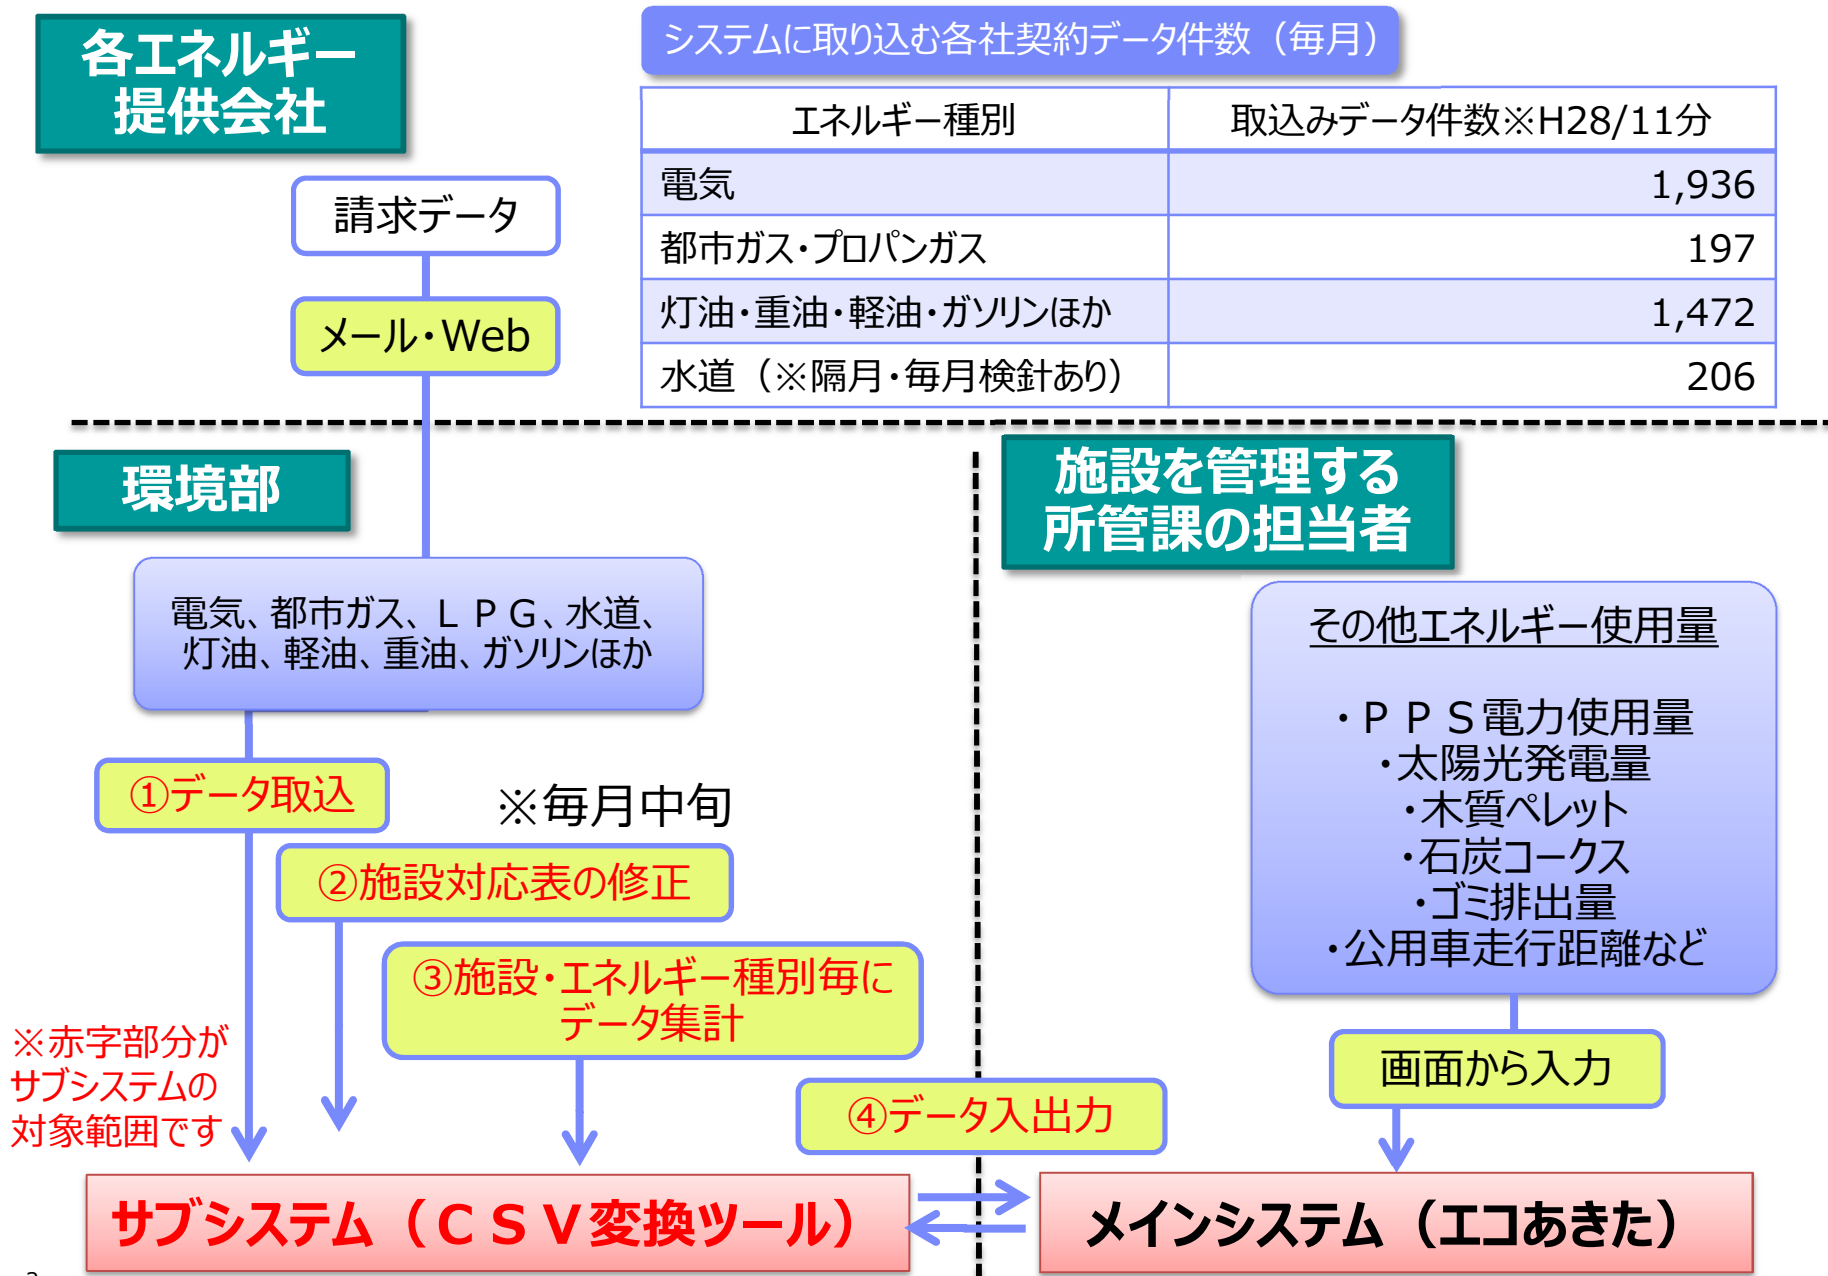 各エネルギー
提供会社
システムに取り込む各社契約データ件数（毎月）
エネルギー種別 取込みデータ件数※H28/11分
電気 1,936
都市ガス・プロパンガス 197
灯油・重油・軽油・ガソリンほか 1,472
水道（※隔月・毎月検針あり） 206
請求データ
メール・Web
環境部
施設を管理する
所管課の担当者
電気、都市ガス、ＬＰＧ、水道、
灯油、軽油、重油、ガソリンほか
①データ取込
※毎月中旬
②施設対応表の修正
③施設・エネルギー種別毎に
データ集計
※赤字部分が
サブシステムの
対象範囲です
④データ入出力
その他エネルギー使用量
・ＰＰＳ電力使用量
・太陽光発電量
・木質ペレット
・石炭コークス
・ゴミ排出量
・公用車走行距離など
画面から入力
サブシステム（ＣＳＶ変換ツール）
メインシステム（エコあきた）